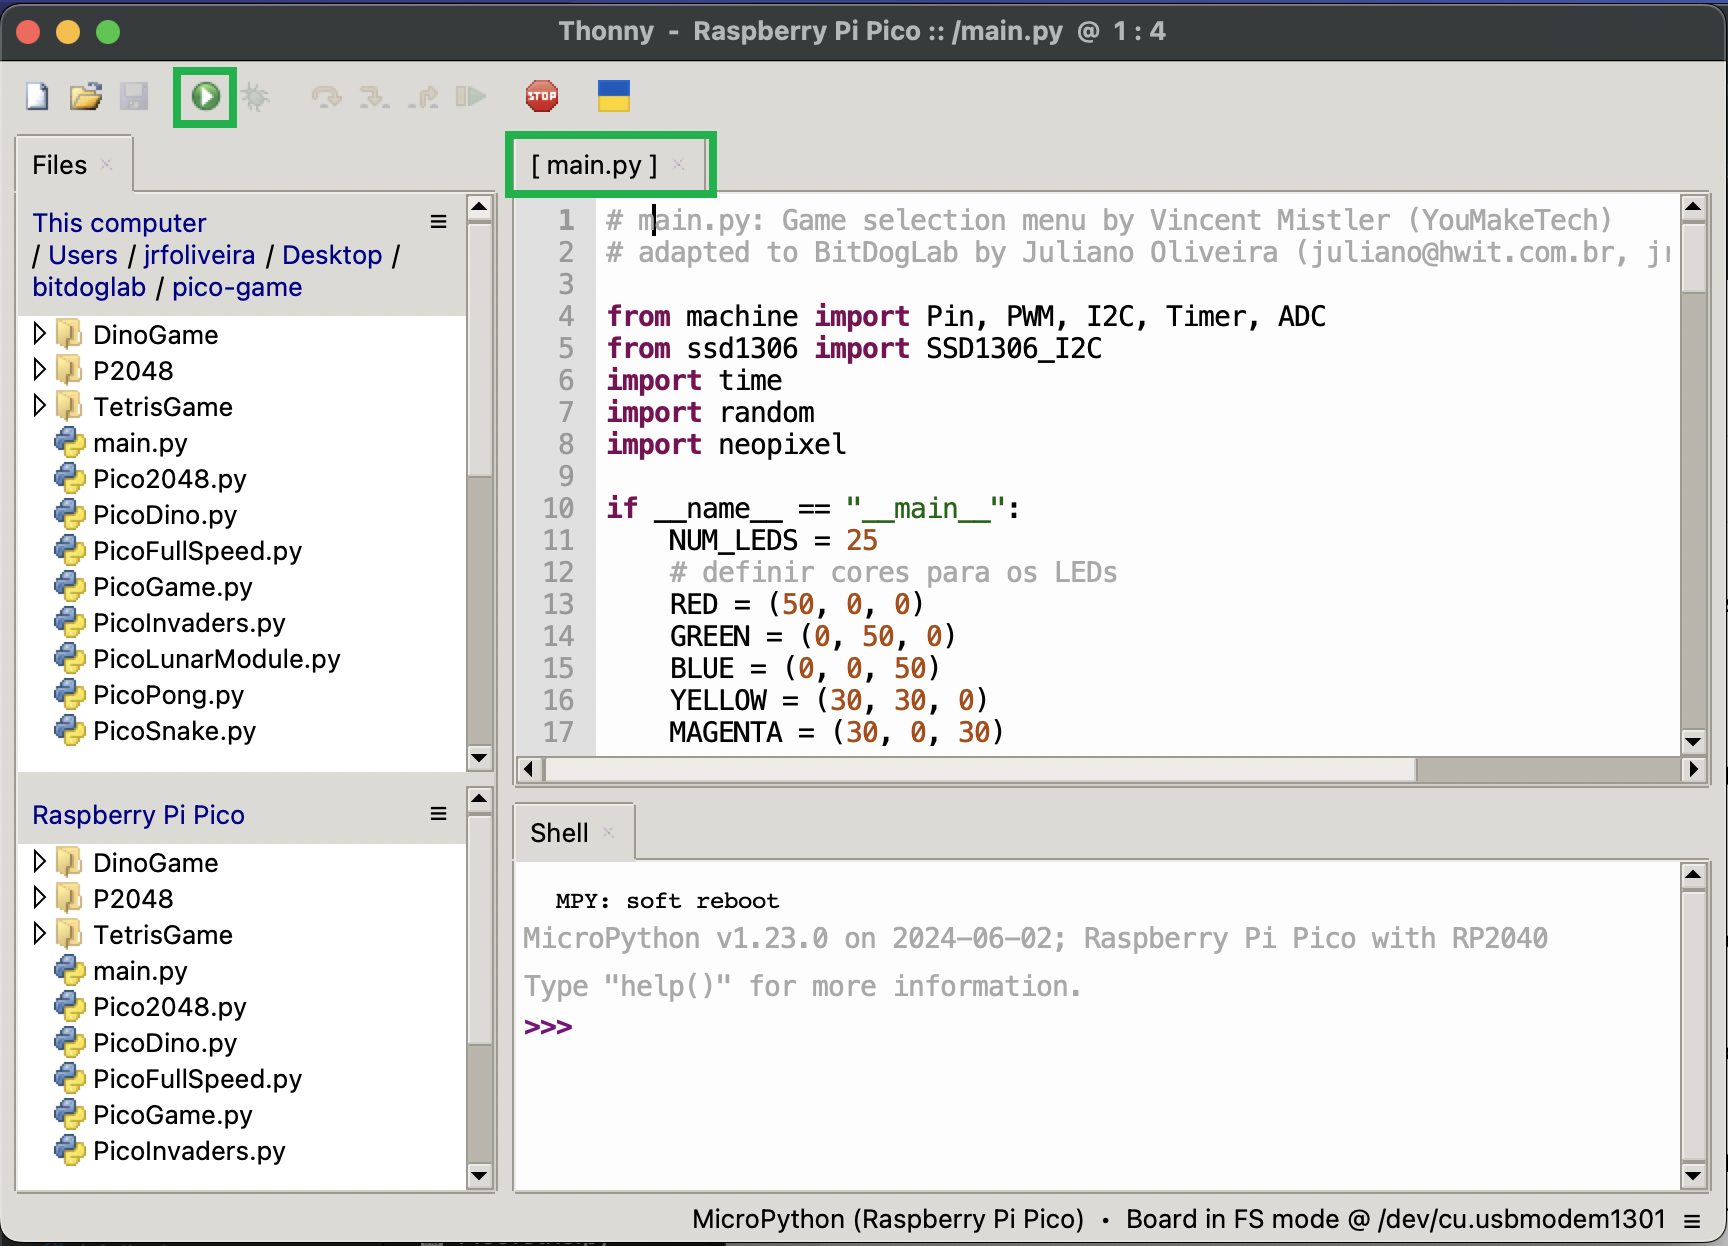 Thonny - Raspberry Pi Pico :: /main.py @ 1 : 4
STOP
Files
This computer
/ Users / jrfoliveira / Desktop /
bitdoglab / pico-game
DinoGame
P2048
TetrisGame
main.py
Pico2048.py
PicoDino.py
PicoFullSpeed.py
PicoGame.py
PicoInvaders.py
PicoLunarModule.py
PicoPong.py
PicoSnake.py
Raspberry Pi Pico
DinoGame
P2048
TetrisGame
main.py
Pico2048.py
PicoDino.py
PicoFullSpeed.py
PicoGame.py
PicoInvaders.py
[ main.py ]
1 # main.py: Game selection menu by Vincent Mistler (YouMakeTech)
2 # adapted to BitDogLab by Juliano Oliveira (juliano@hwit.com.br,
3
4 from machine import Pin, PWM, I2C, Timer, ADC
5 from ssd1306 import SSD1306_I2C
6 import time
7 import random
8 import neopixel
9
10 if __name__ == "__main__":
11 NUM_LEDS = 25
12 # definir cores para os LEDs
13 RED = (50, 0, 0)
14 GREEN = (0, 50, 0)
15 BLUE = (0, 0, 50)
16 YELLOW = (30, 30, 0)
17 MAGENTA = (30, 0, 30)
Shell
MPY: soft reboot
MicroPython v1.23.0 on 2024-06-02; Raspberry Pi Pico with RP2040
Type "help()" for more information.
>>>
MicroPython (Raspberry Pi Pico) • Board in FS mode @ /dev/cu.usbmodem1301 ≡